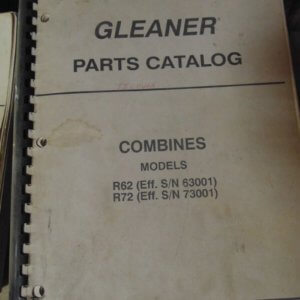 GLEANER
PARTS CATALOG
COMBINES
MODELS
R62 (Eff. S/N 63001)
R72 (Eff. S/N 73001)